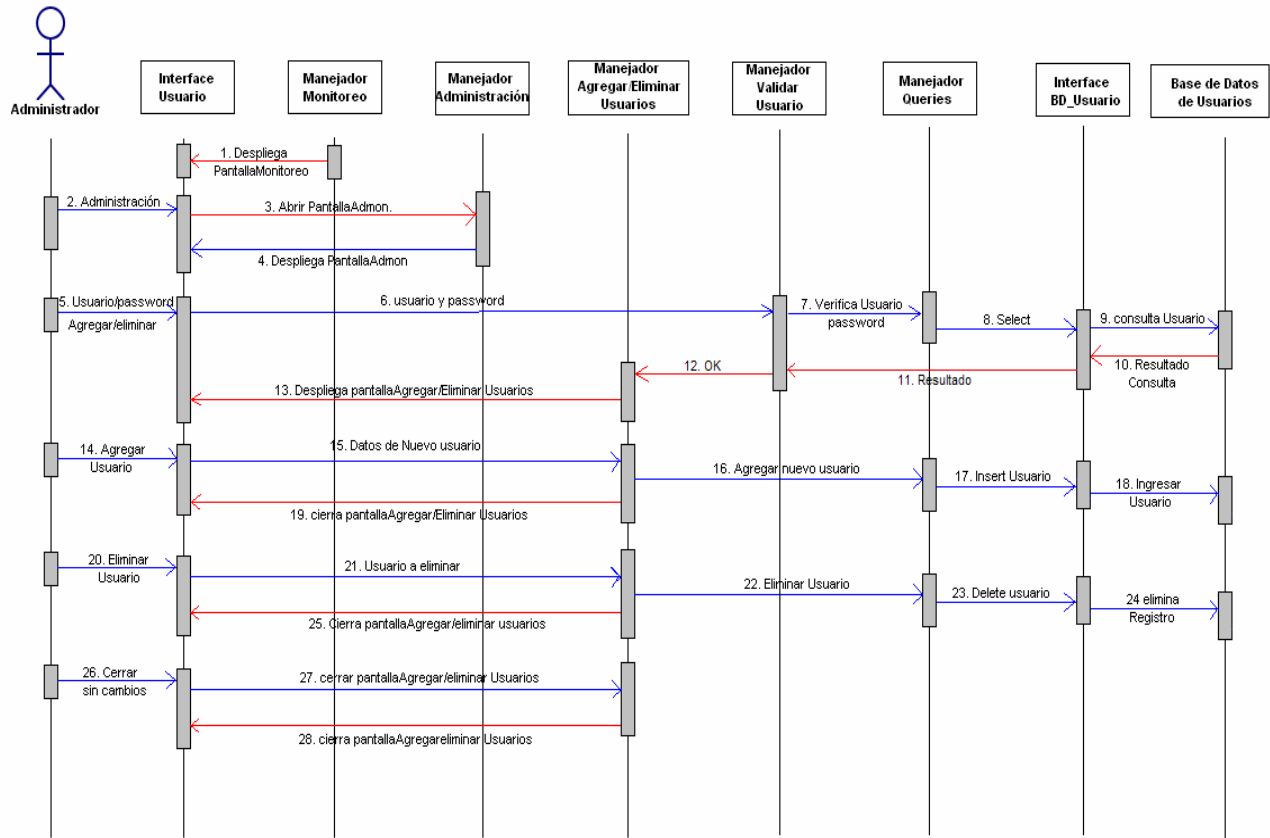 Administrador
Interface
Usuario
Manejador
Monitoreo
Manejador
Administración
Manejador
Agregar/Eliminar
Usuarios
Manejador
Validar
Usuario
Manejador
Queries
Interface
BD_Usuario
Base de Datos
de Usuarios
1. Despliega
PantallaMonitoreo
2. Administración
3. Abrir PantallaAdmon.
4. Despliega PantallaAdmon
5. Usuario/password
Agregar/eliminar
6. usuario y password
7. Verifica Usuario
password
8. Select
9. consulta Usuario
10. Resultado
Consulta
11. Resultado
12. OK
13. Despliega pantallaAgregar/Eliminar Usuarios
14. Agregar
Usuario
15. Datos de Nuevo usuario
16. Agregar nuevo usuario
17. Insert Usuario
18. Ingresar
Usuario
19. cierra pantallaAgregar/Eliminar Usuarios
20. Eliminar
Usuario
21. Usuario a eliminar
22. Eliminar Usuario
23. Delete usuario
24 elimina
Registro
25. Cierra pantallaAgregar/eliminar usuarios
26. Cerrar
sin cambios
27. cerrar pantallaAgregar/eliminar Usuarios
28. cierra pantallaAgregareliminar Usuarios